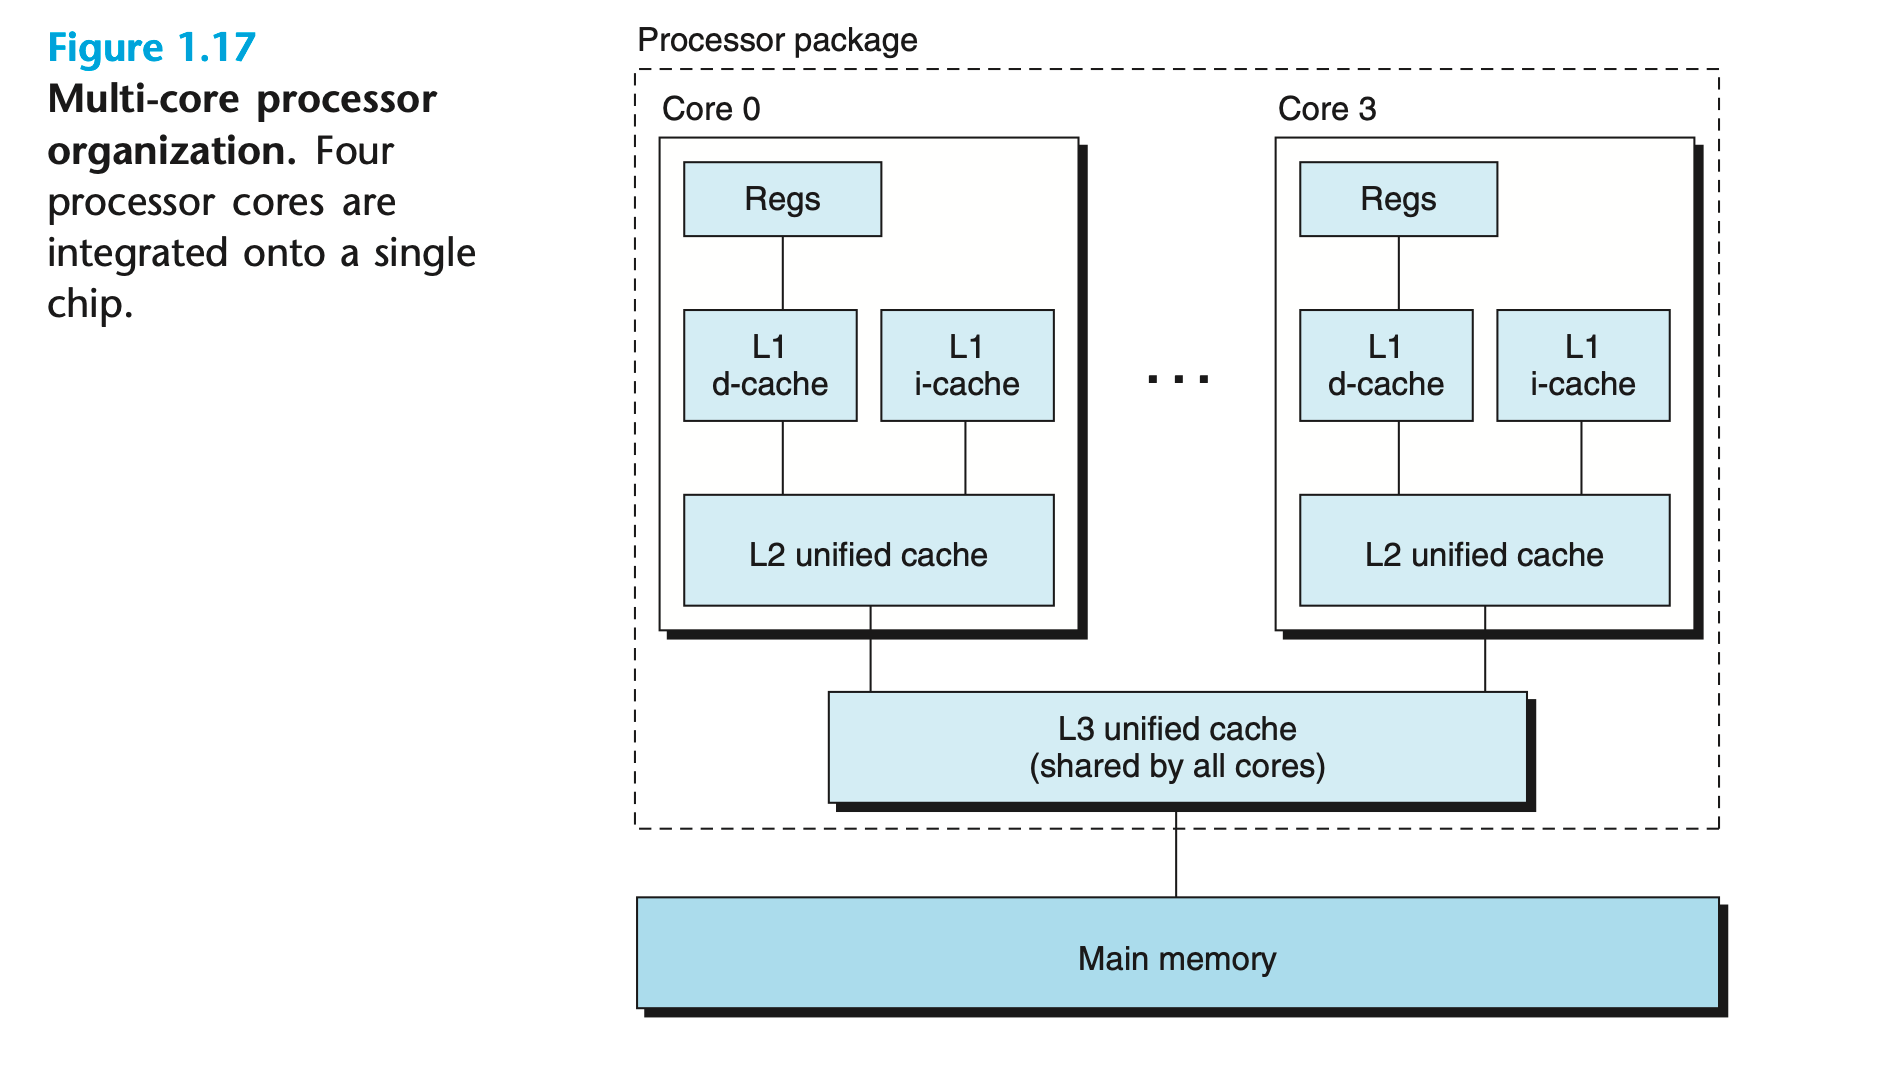 Figure 1.17
Multi-core processor
organization. Four
processor cores are
integrated onto a single
chip.
Processor package
Core 0
Regs
L1
d-cache
L1
i-cache
L2 unified cache
. . .
Core 3
Regs
L1
d-cache
L1
i-cache
L2 unified cache
L3 unified cache
(shared by all cores)
Main memory